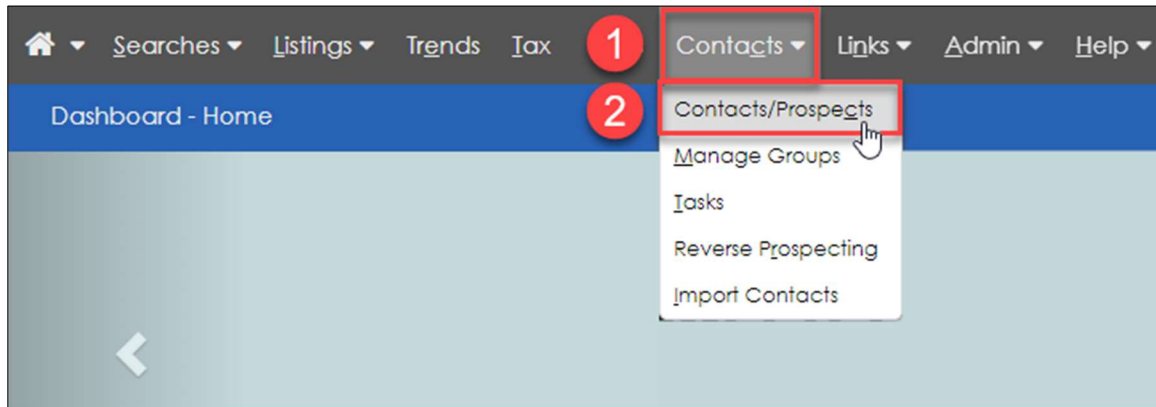 Searches Listings Trends Tax 1 Contacts Links Admin Help
Dashboard - Home 2 Contacts/Prospects
Manage Groups
Tasks
Reverse Prospecting
Import Contacts